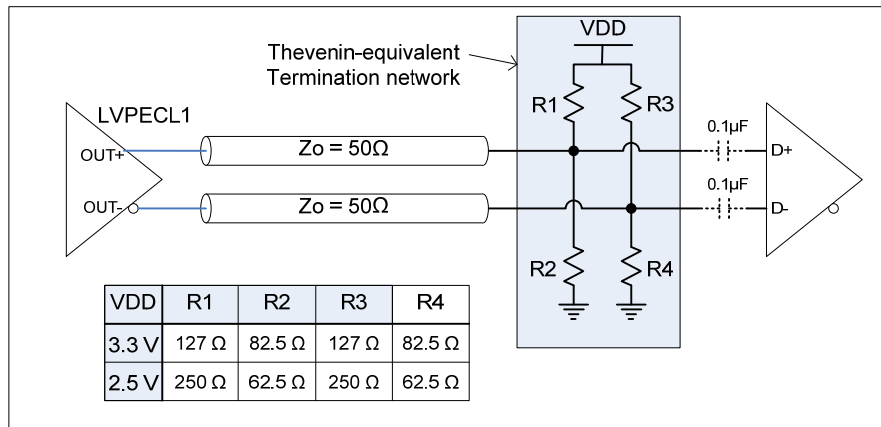 VDD
Thevenin-equivalent
Termination network
R1
R3
LVPECL1
0.1µF
OUT+
Zo = 50Ω
D+
0.1µF
OUT-
Zo = 50Ω
D-
R2
R4
VDD R1 R2 R3 R4
3.3 V 127 Ω 82.5 Ω 127 Ω 82.5 Ω
2.5 V 250 Ω 62.5 Ω 250 Ω 62.5 Ω